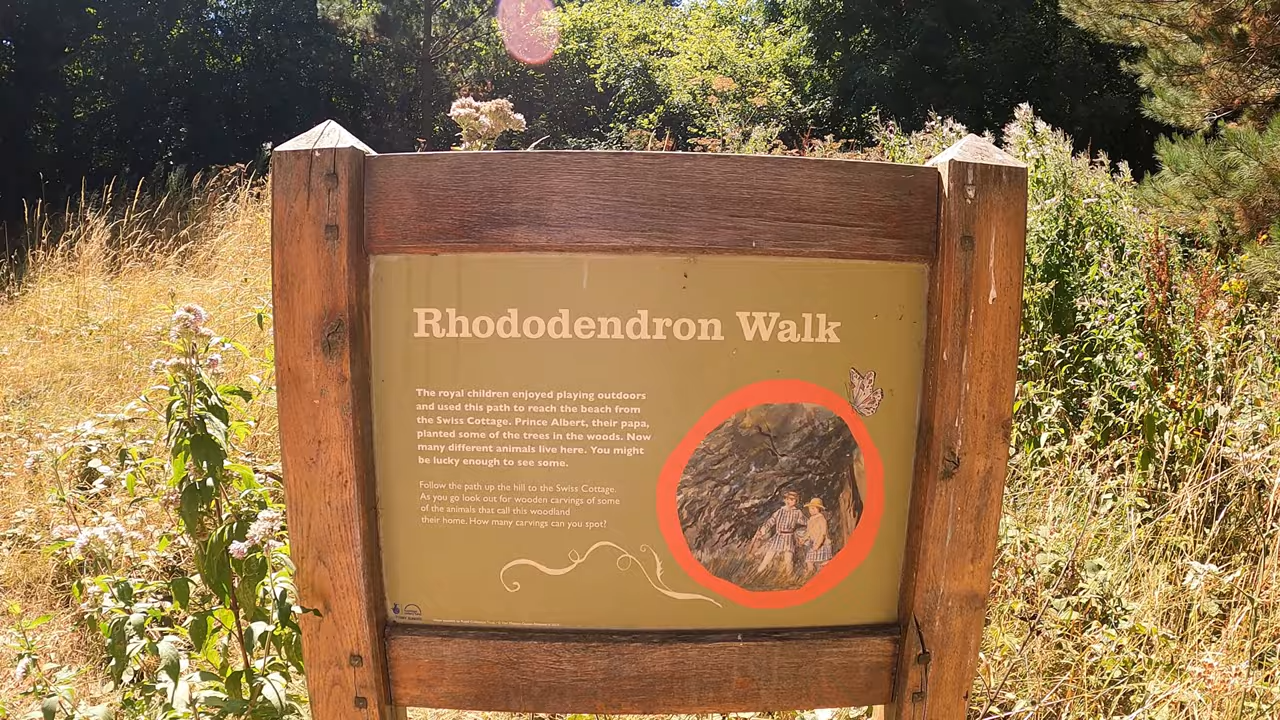 Rhododendron Walk
The royal children enjoyed playing outdoors
and used this path to reach the beach from
the Swiss Cottage. Prince Albert, their papa,
planted some of the trees in the woods. Now
many different animals live here. You might
be lucky enough to see some.
Follow the path up the hill to the Swiss Cottage.
As you go look out for wooden carvings of some
of the animals that call this woodland
their home. How many carvings can you spot?